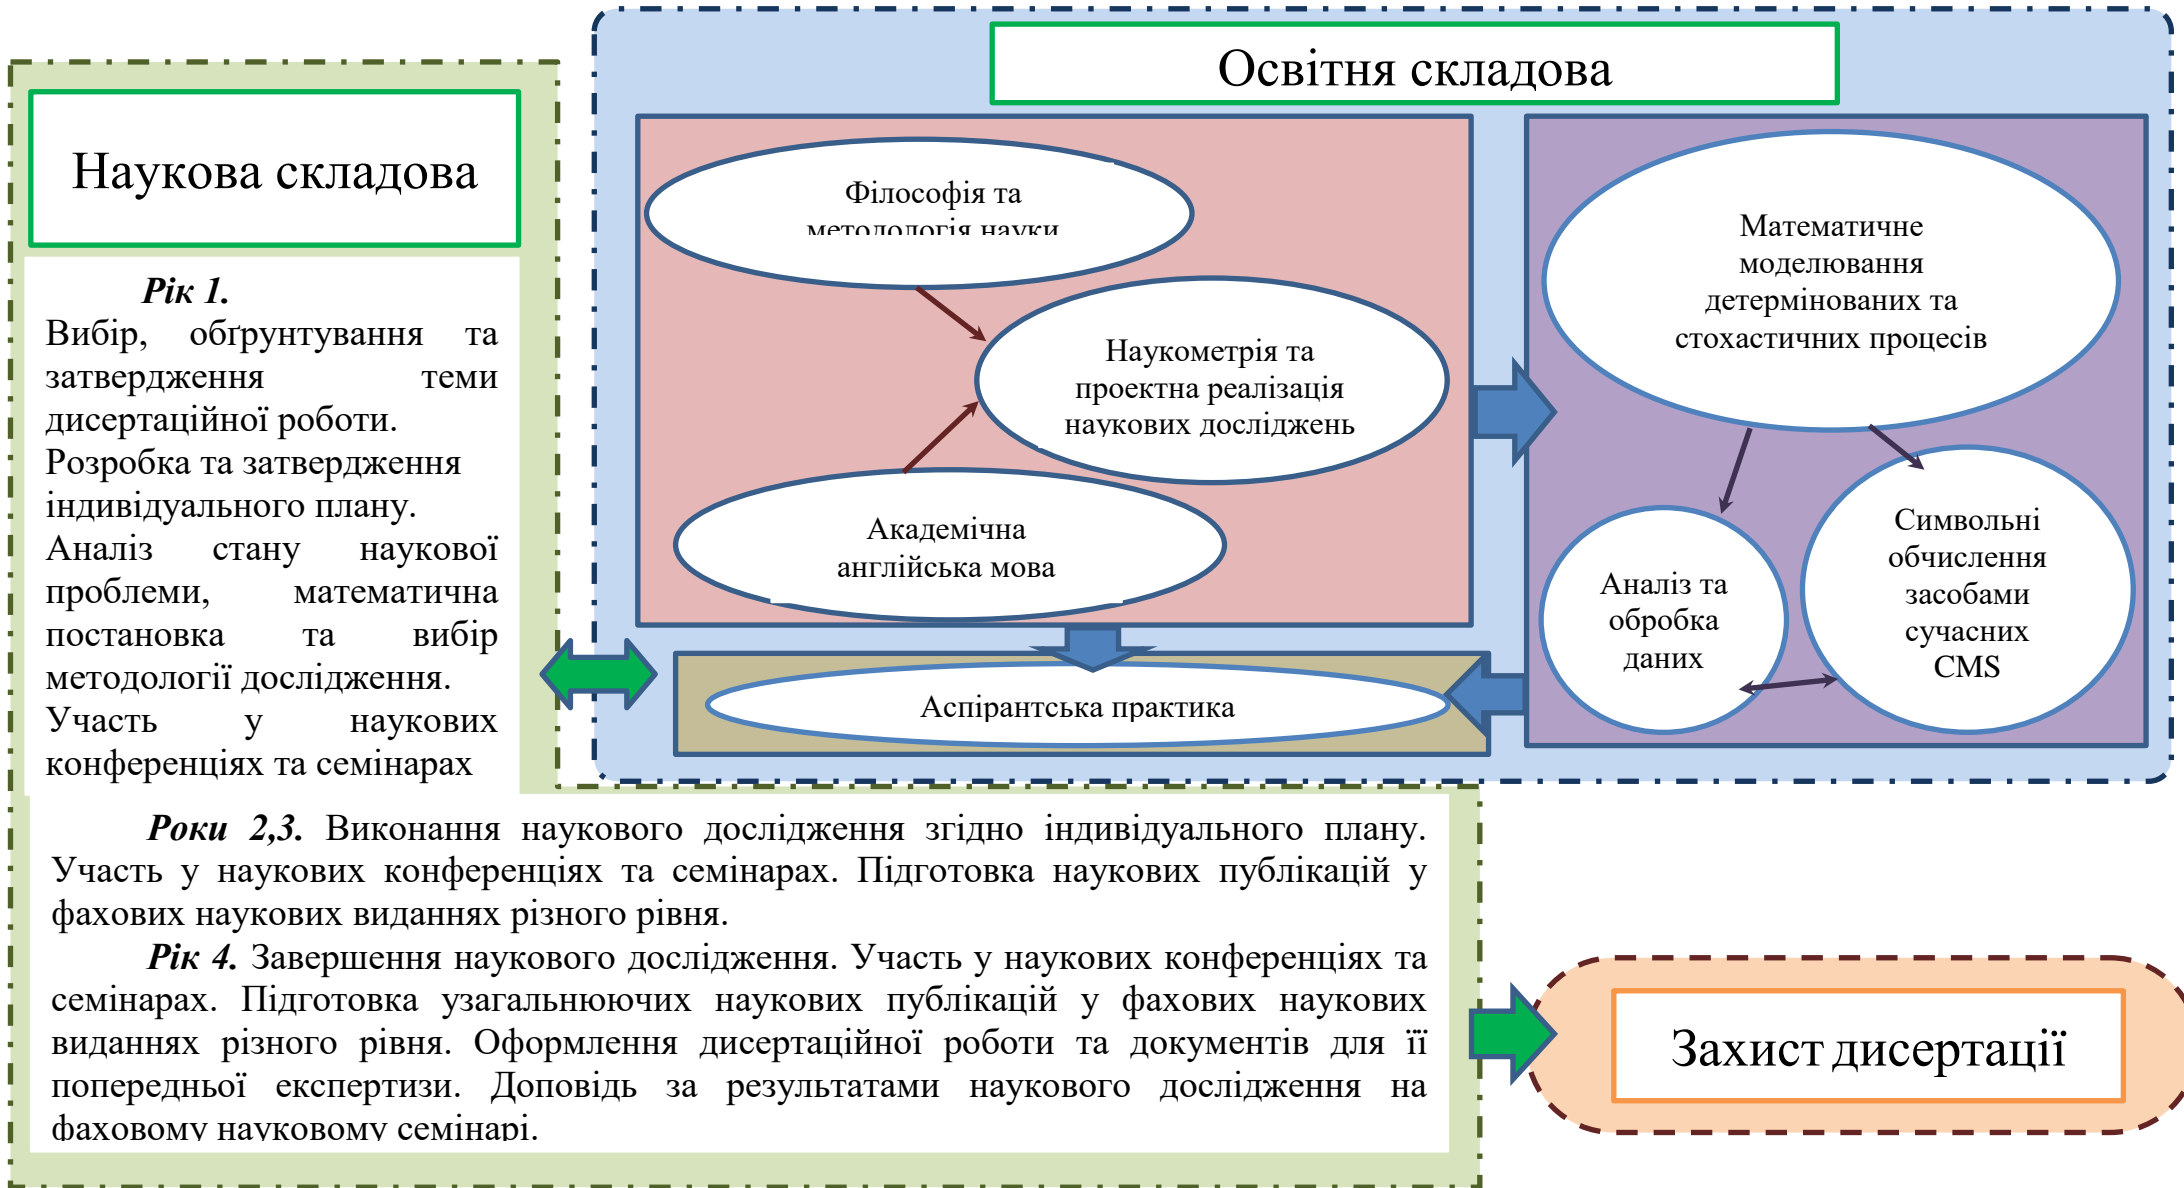 Освітня складова
Наукова складова
Рік 1.
Вибір, обґрунтування та
затвердження теми
дисертаційної роботи.
Розробка та затвердження
індивідуального плану.
Аналіз стану наукової
проблеми, математична
постановка та вибір
методології дослідження.
Участь у наукових
конференціях та семінарах
Філософія та
методологія науки
Наукометрія та
проектна реалізація
наукових досліджень
Академічна
англійська мова
Математичне
моделювання
детермінованих та
стохастичних процесів
Аналіз та
обробка
даних
Символьні
обчислення
засобами
сучасних
CMS
Аспірантська практика
Роки 2,3. Виконання наукового дослідження згідно індивідуального плану.
Участь у наукових конференціях та семінарах. Підготовка наукових публікацій у
фахових наукових виданнях різного рівня.
Рік 4. Завершення наукового дослідження. Участь у наукових конференціях та
семінарах. Підготовка узагальнюючих наукових публікацій у фахових наукових
виданнях різного рівня. Оформлення дисертаційної роботи та документів для її
попередньої експертизи. Доповідь за результатами наукового дослідження на
фаховому науковому семінарі.
Захист дисертації